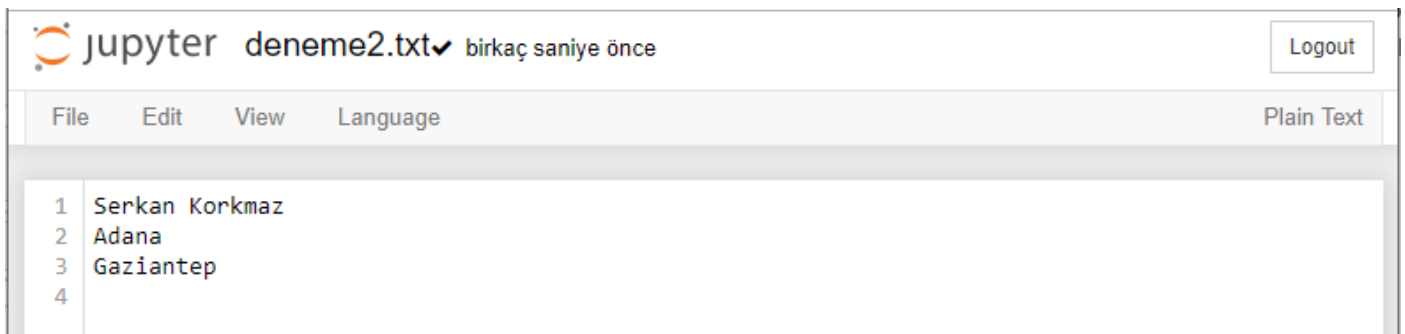 jupyter deneme2.txt✔ birkaç saniye önce Logout
File Edit View Language Plain Text
1 Serkan Korkmaz
2 Adana
3 Gaziantep
4